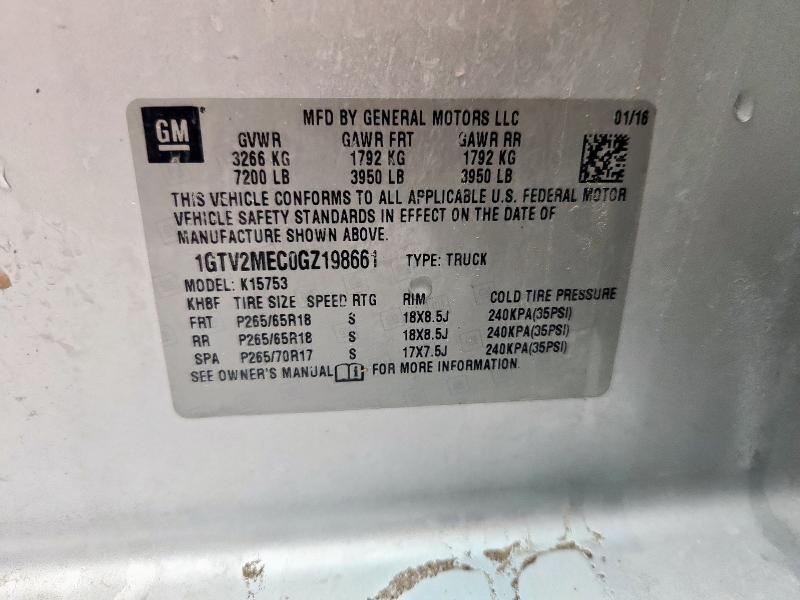 GM MFD BY GENERAL MOTORS LLC 01/16
GVWR GAWR FRT GAWR RR
3266 KG 1792 KG 1792 KG
7200 LB 3950 LB 3950 LB
THIS VEHICLE CONFORMS TO ALL APPLICABLE U.S. FEDERAL MOTOR
VEHICLE SAFETY STANDARDS IN EFFECT ON THE DATE OF
MANUFACTURE SHOWN ABOVE.
1GTV2MEC0GZ198661 TYPE: TRUCK
MODEL: K15753
KHBF TIRE SIZE SPEED RTG RIM COLD TIRE PRESSURE
FRT P265/65R18 S 18X8.5J 240KPA(35PSI)
RR P265/65R18 S 18X8.5J 240KPA(35PSI)
SPA P265/70R17 S 17X7.5J 240KPA(35PSI)
SEE OWNER'S MANUAL FOR MORE INFORMATION.